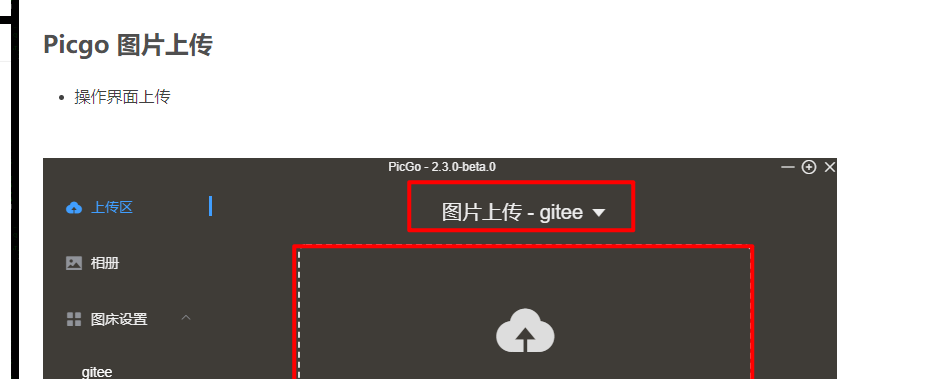 Picgo 图片上传
操作界面上传
PicGo - 2.3.0-beta.0
上传区
图片上传 - gitee
相册
图床设置
gitee